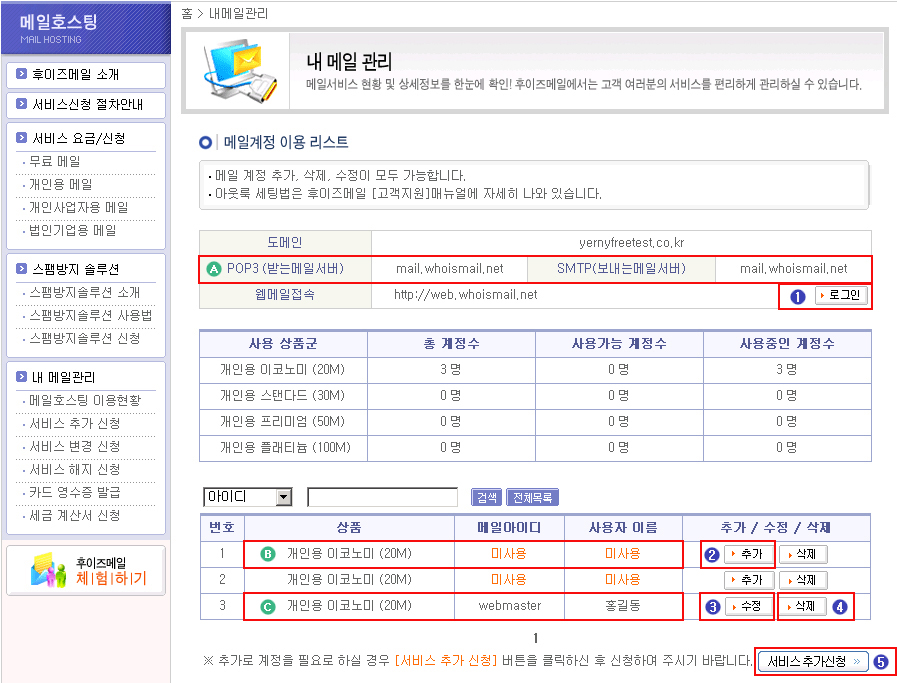 메일호스팅
MAIL HOSTING
후이즈메일 소개
서비스신청 절차안내
서비스 요금/신청
· 무료 메일
· 개인용 메일
· 개인사업자용 메일
· 법인기업용 메일
스팸방지 솔루션
· 스팸방지솔루션 소개
· 스팸방지솔루션 사용법
· 스팸방지솔루션 신청
내 메일관리
· 메일호스팅 이용현황
· 서비스 추가 신청
· 서비스 변경 신청
· 서비스 해지 신청
· 카드 영수증 발급
· 세금 계산서 신청
후이즈메일
체|험|하|기
홈 > 내메일관리
내 메일 관리
메일서비스 현황 및 상세정보를 한눈에 확인! 후이즈메일에서는 고객 여러분의 서비스를 편리하게 관리하실 수 있습니다.
메일계정 이용 리스트
· 메일 계정 추가, 삭제, 수정이 모두 가능합니다.
· 아웃룩 세팅법은 후이즈메일 [고객지원]매뉴얼에 자세히 나와 있습니다.
도메인 yernyfreetest.co.kr
A POP3 (받는메일서버) mail.whoismail.net SMTP(보내는메일서버) mail.whoismail.net
웹메일접속 http://web.whoismail.net 1 로그인
사용 상품군 총 계정수 사용가능 계정수 사용중인 계정수
개인용 이코노미 (20M) 3 명 0 명 3 명
개인용 스탠다드 (30M) 0 명 0 명 0 명
개인용 프리미엄 (50M) 0 명 0 명 0 명
개인용 플래티늄 (100M) 0 명 0 명 0 명
아이디 검색 전체목록
번호 상품 메일아이디 사용자 이름 추가 / 수정 / 삭제
1 B 개인용 이코노미 (20M) 미사용 미사용 2 추가 삭제
2 개인용 이코노미 (20M) 미사용 미사용 추가 삭제
3 C 개인용 이코노미 (20M) webmaster 홍길동 3 수정 삭제 4
1
※ 추가로 계정을 필요로 하실 경우 [서비스 추가 신청] 버튼을 클릭하신 후 신청하여 주시기 바랍니다. 서비스 추가신청 » 5